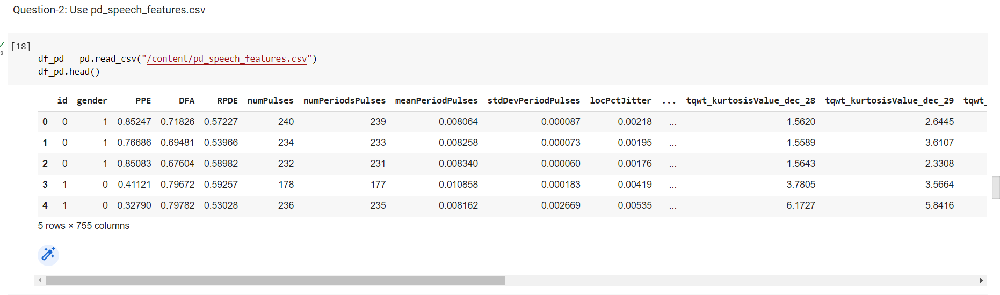 Question-2: Use pd_speech_features.csv
[18]
s
df_pd = pd.read_csv("/content/pd_speech_features.csv")
df_pd.head()
id gender PPE DFA RPDE numPulses numPeriodsPulses meanPeriodPulses stdDevPeriodPulses locPctJitter ... tqwt_kurtosisValue_dec_28 tqwt_kurtosisValue_dec_29 tqwt_
0 0 1 0.85247 0.71826 0.57227 240 239 0.008064 0.000087 0.00218 ... 1.5620 2.6445
1 0 1 0.76686 0.69481 0.53966 234 233 0.008258 0.000073 0.00195 ... 1.5589 3.6107
2 0 1 0.85083 0.67604 0.58982 232 231 0.008340 0.000060 0.00176 ... 1.5643 2.3308
3 1 0 0.41121 0.79672 0.59257 178 177 0.010858 0.000183 0.00419 ... 3.7805 3.5664
4 1 0 0.32790 0.79782 0.53028 236 235 0.008162 0.002669 0.00535 ... 6.1727 5.8416
5 rows × 755 columns